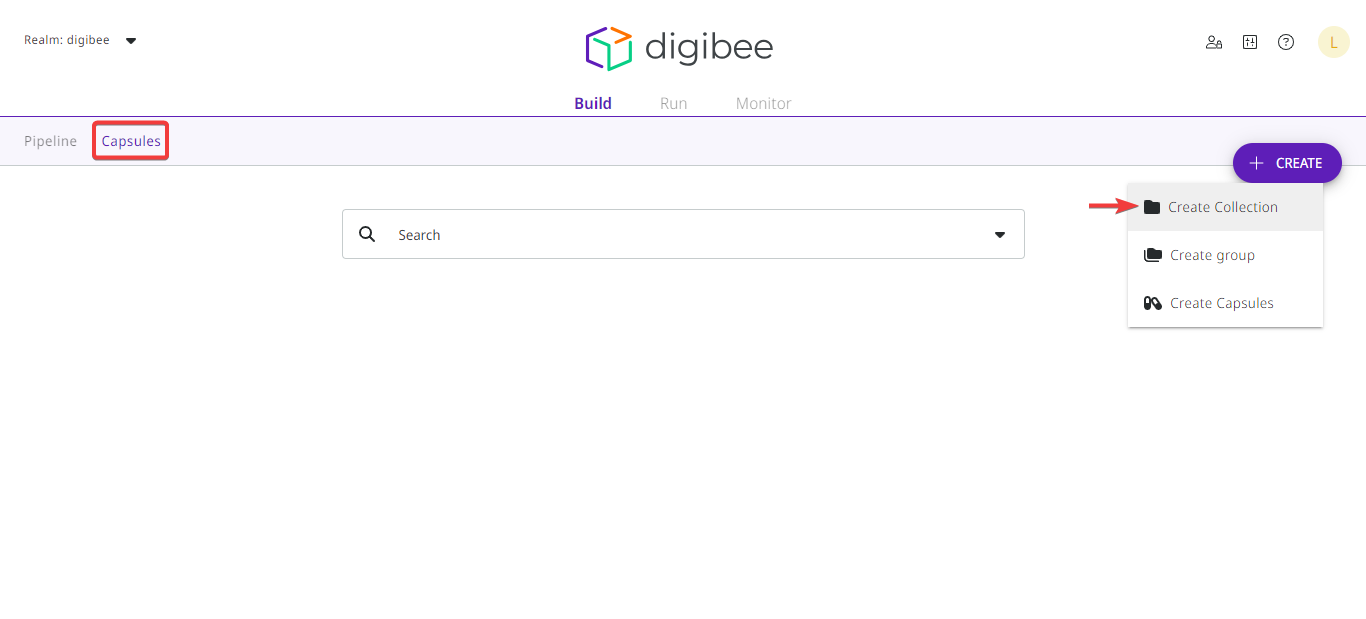 Realm: digibee
digibee
L
Build Run Monitor
Pipeline Capsules
CREATE
Create Collection
Search
Create group
Create Capsules